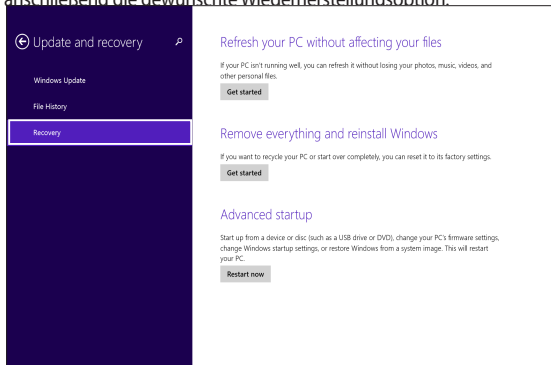 anschließend die gewünschte Wiederherstellungsoption.
Update and recovery
Windows Update
File History
Recovery
Refresh your PC without affecting your files
If your PC isn't running well, you can refresh it without losing your photos, music, videos, and
other personal files.
Get started
Remove everything and reinstall Windows
If you want to recycle your PC or start over completely, you can reset it to its factory settings.
Get started
Advanced startup
Start up from a device or disc (such as a USB drive or DVD), change your PC's firmware settings,
change Windows startup settings, or restore Windows from a system image. This will restart
your PC.
Restart now